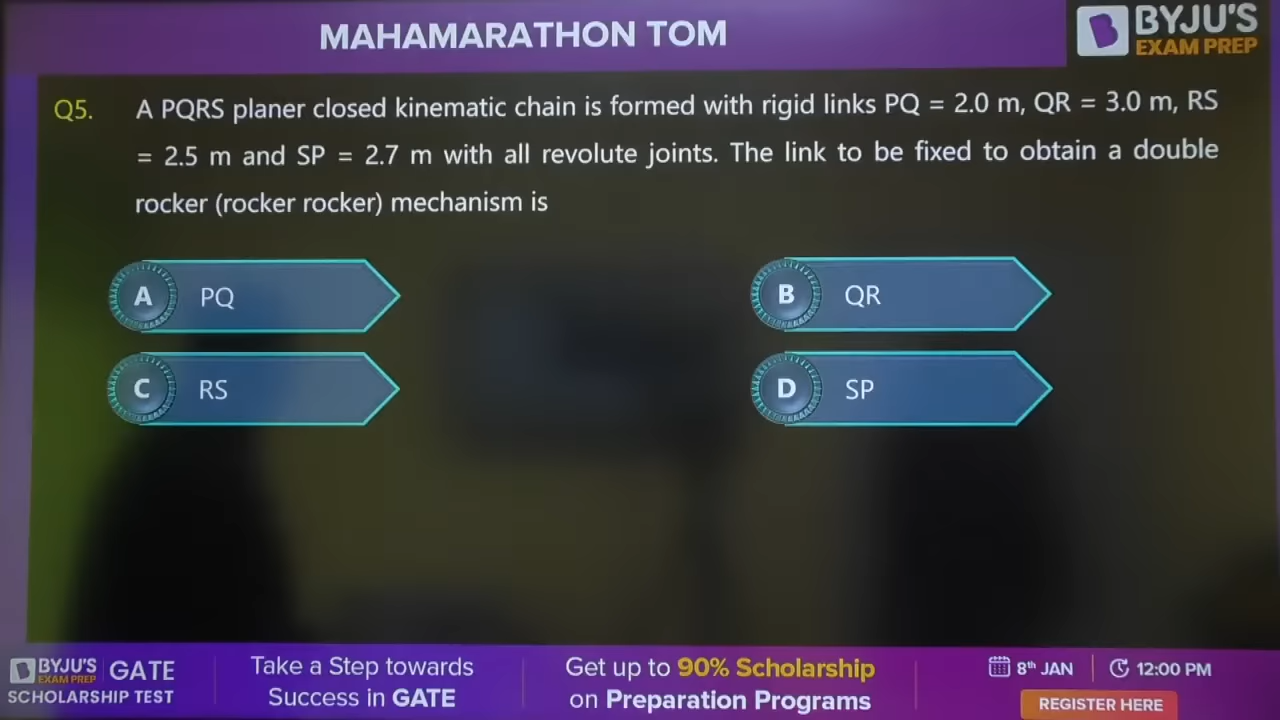 MAHAMARATHON TOM
BYJU'S
EXAM PREP
Q5. A PQRS planer closed kinematic chain is formed with rigid links PQ = 2.0 m, QR = 3.0 m, RS
= 2.5 m and SP = 2.7 m with all revolute joints. The link to be fixed to obtain a double
rocker (rocker rocker) mechanism is
A PQ
B QR
C RS
D SP
BYJU'S
EXAM PREP
GATE
SCHOLARSHIP TEST
Take a Step towards
Success in GATE
Get up to 90% Scholarship
on Preparation Programs
8th JAN
12:00 PM
REGISTER HERE